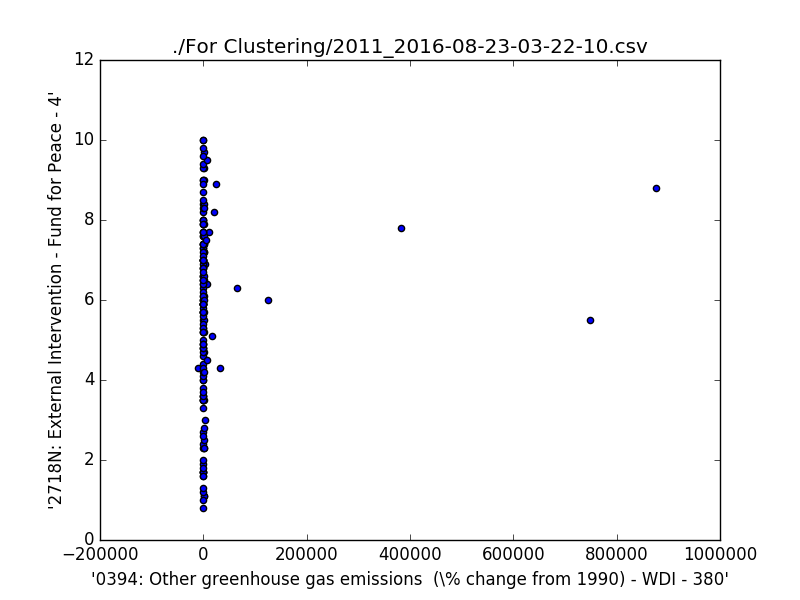 ./For Clustering/2011_2016-08-23-03-22-10.csv
12
10
8
6
4
2
0
'2718N: External Intervention - Fund for Peace - 4'
−200000 0 200000 400000 600000 800000 1000000
'0394: Other greenhouse gas emissions  (\% change from 1990) - WDI - 380'